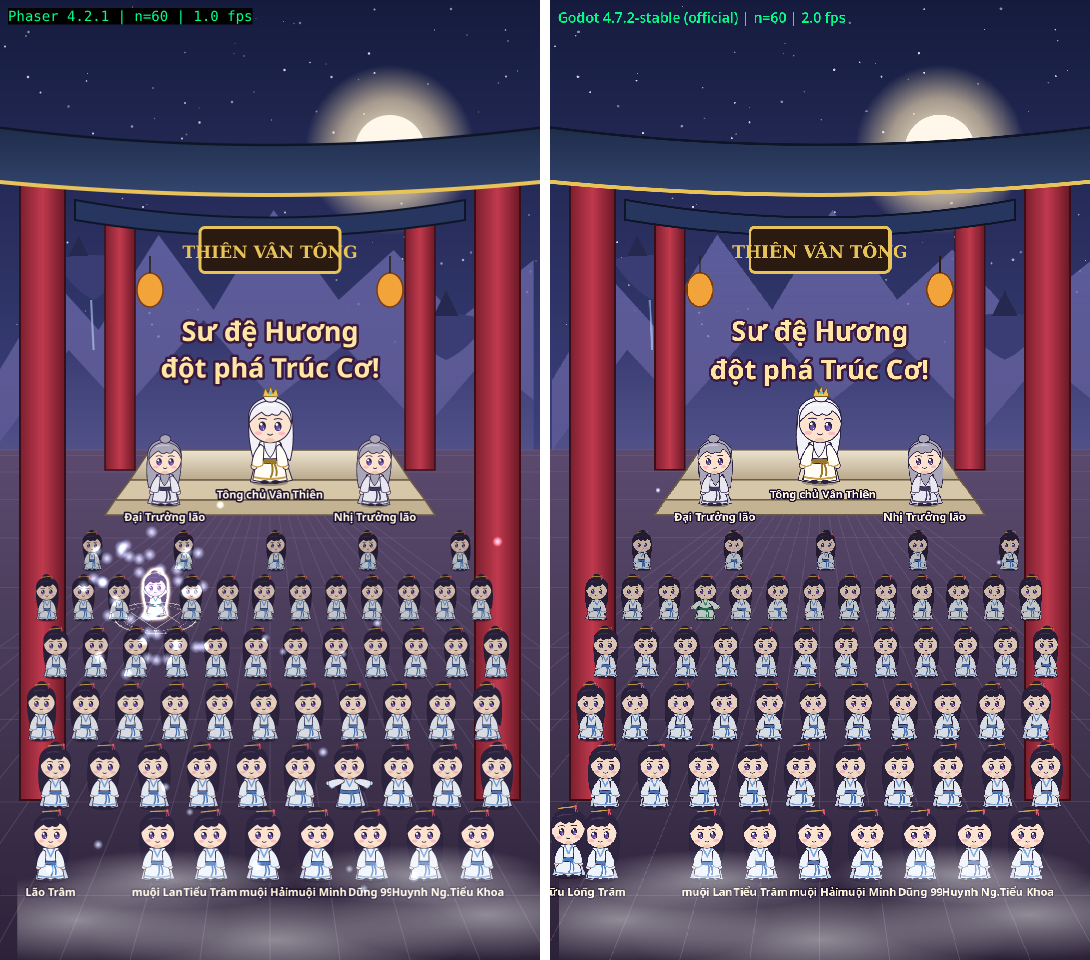 Phaser 4.2.1 | n=60 | 1.0 fps
THIÊN VÂN TÔNG
Sư đệ Hương
đột phá Trúc Cơ!
Tông chủ Vân Thiên
Đại Trưởng lão
Nhị Trưởng lão
Lão Trâm
muội Lan
Tiểu Trâm
muội Hải
muội Minh
Dũng 99
Huynh Ng.
Tiểu Khoa
Godot 4.7.2-stable (official) | n=60 | 2.0 fps
THIÊN VÂN TÔNG
Sư đệ Hương
đột phá Trúc Cơ!
Tông chủ Vân Thiên
Đại Trưởng lão
Nhị Trưởng lão
Trâm
muội Lan
Tiểu Trâm
muội Hải
muội Minh
Dũng 99
Huynh Ng.
Tiểu Khoa